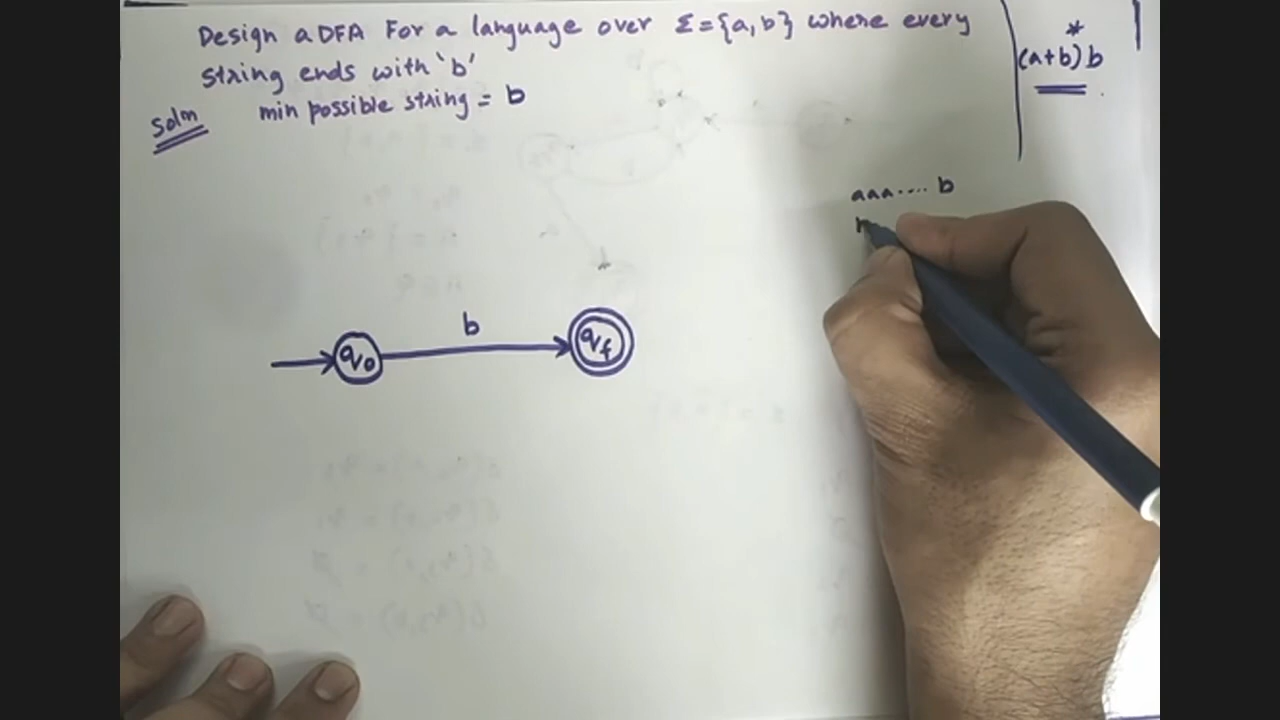 Design a DFA For a language over Σ={a,b} where every
string ends with 'b'
Soln
min possible string = b
(a+b)*b
aaa.... b
b
q0
qf